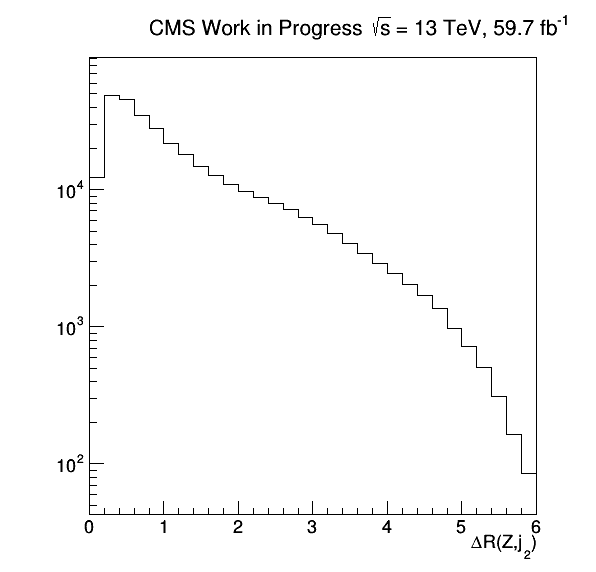 CMS Work in Progress √s = 13 TeV, 59.7 fb⁻¹
10⁴
10³
10²
0 1 2 3 4 5 6
ΔR(Z,j₂)